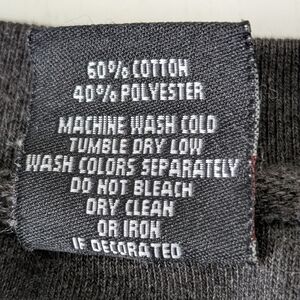 60% COTTON
40% POLYESTER
MACHINE WASH COLD
TUMBLE DRY LOW
WASH COLORS SEPARATELY
DO NOT BLEACH
DRY CLEAN
OR IRON
IF DECORATED